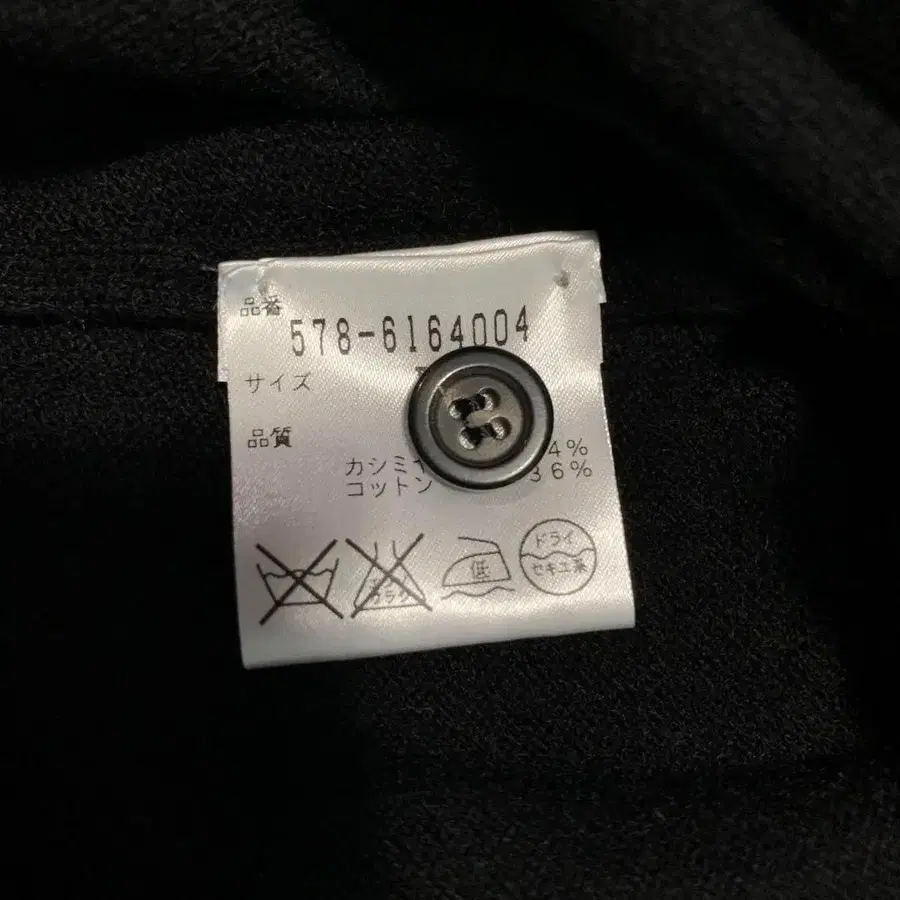 品番
578-6164004
サイズ
品質
カシミ 4%
コットン 36%
低
ドライ
セキユ系